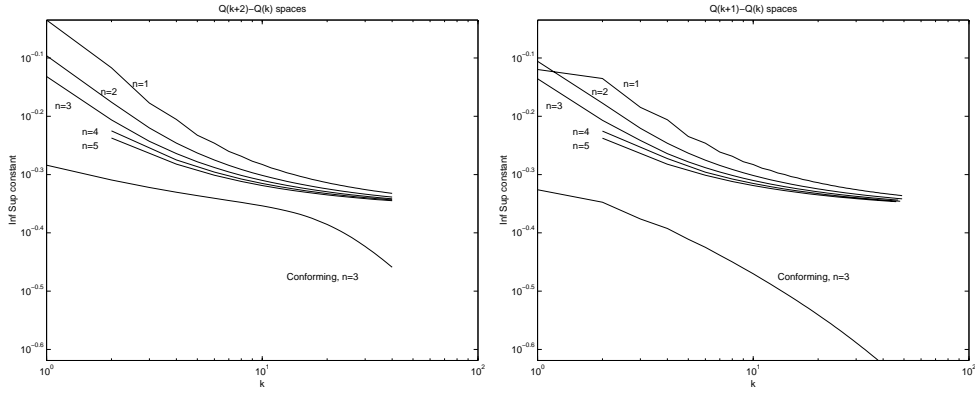 Q(k+2)−Q(k) spaces
10^-0.1
10^-0.2
10^-0.3
10^-0.4
10^-0.5
10^-0.6
Inf Sup constant
n=1
n=2
n=3
n=4
n=5
Conforming, n=3
10^0
10^1
10^2
k
Q(k+1)−Q(k) spaces
10^-0.1
10^-0.2
10^-0.3
10^-0.4
10^-0.5
10^-0.6
Inf Sup constant
n=1
n=2
n=3
n=4
n=5
Conforming, n=3
10^0
10^1
10^2
k